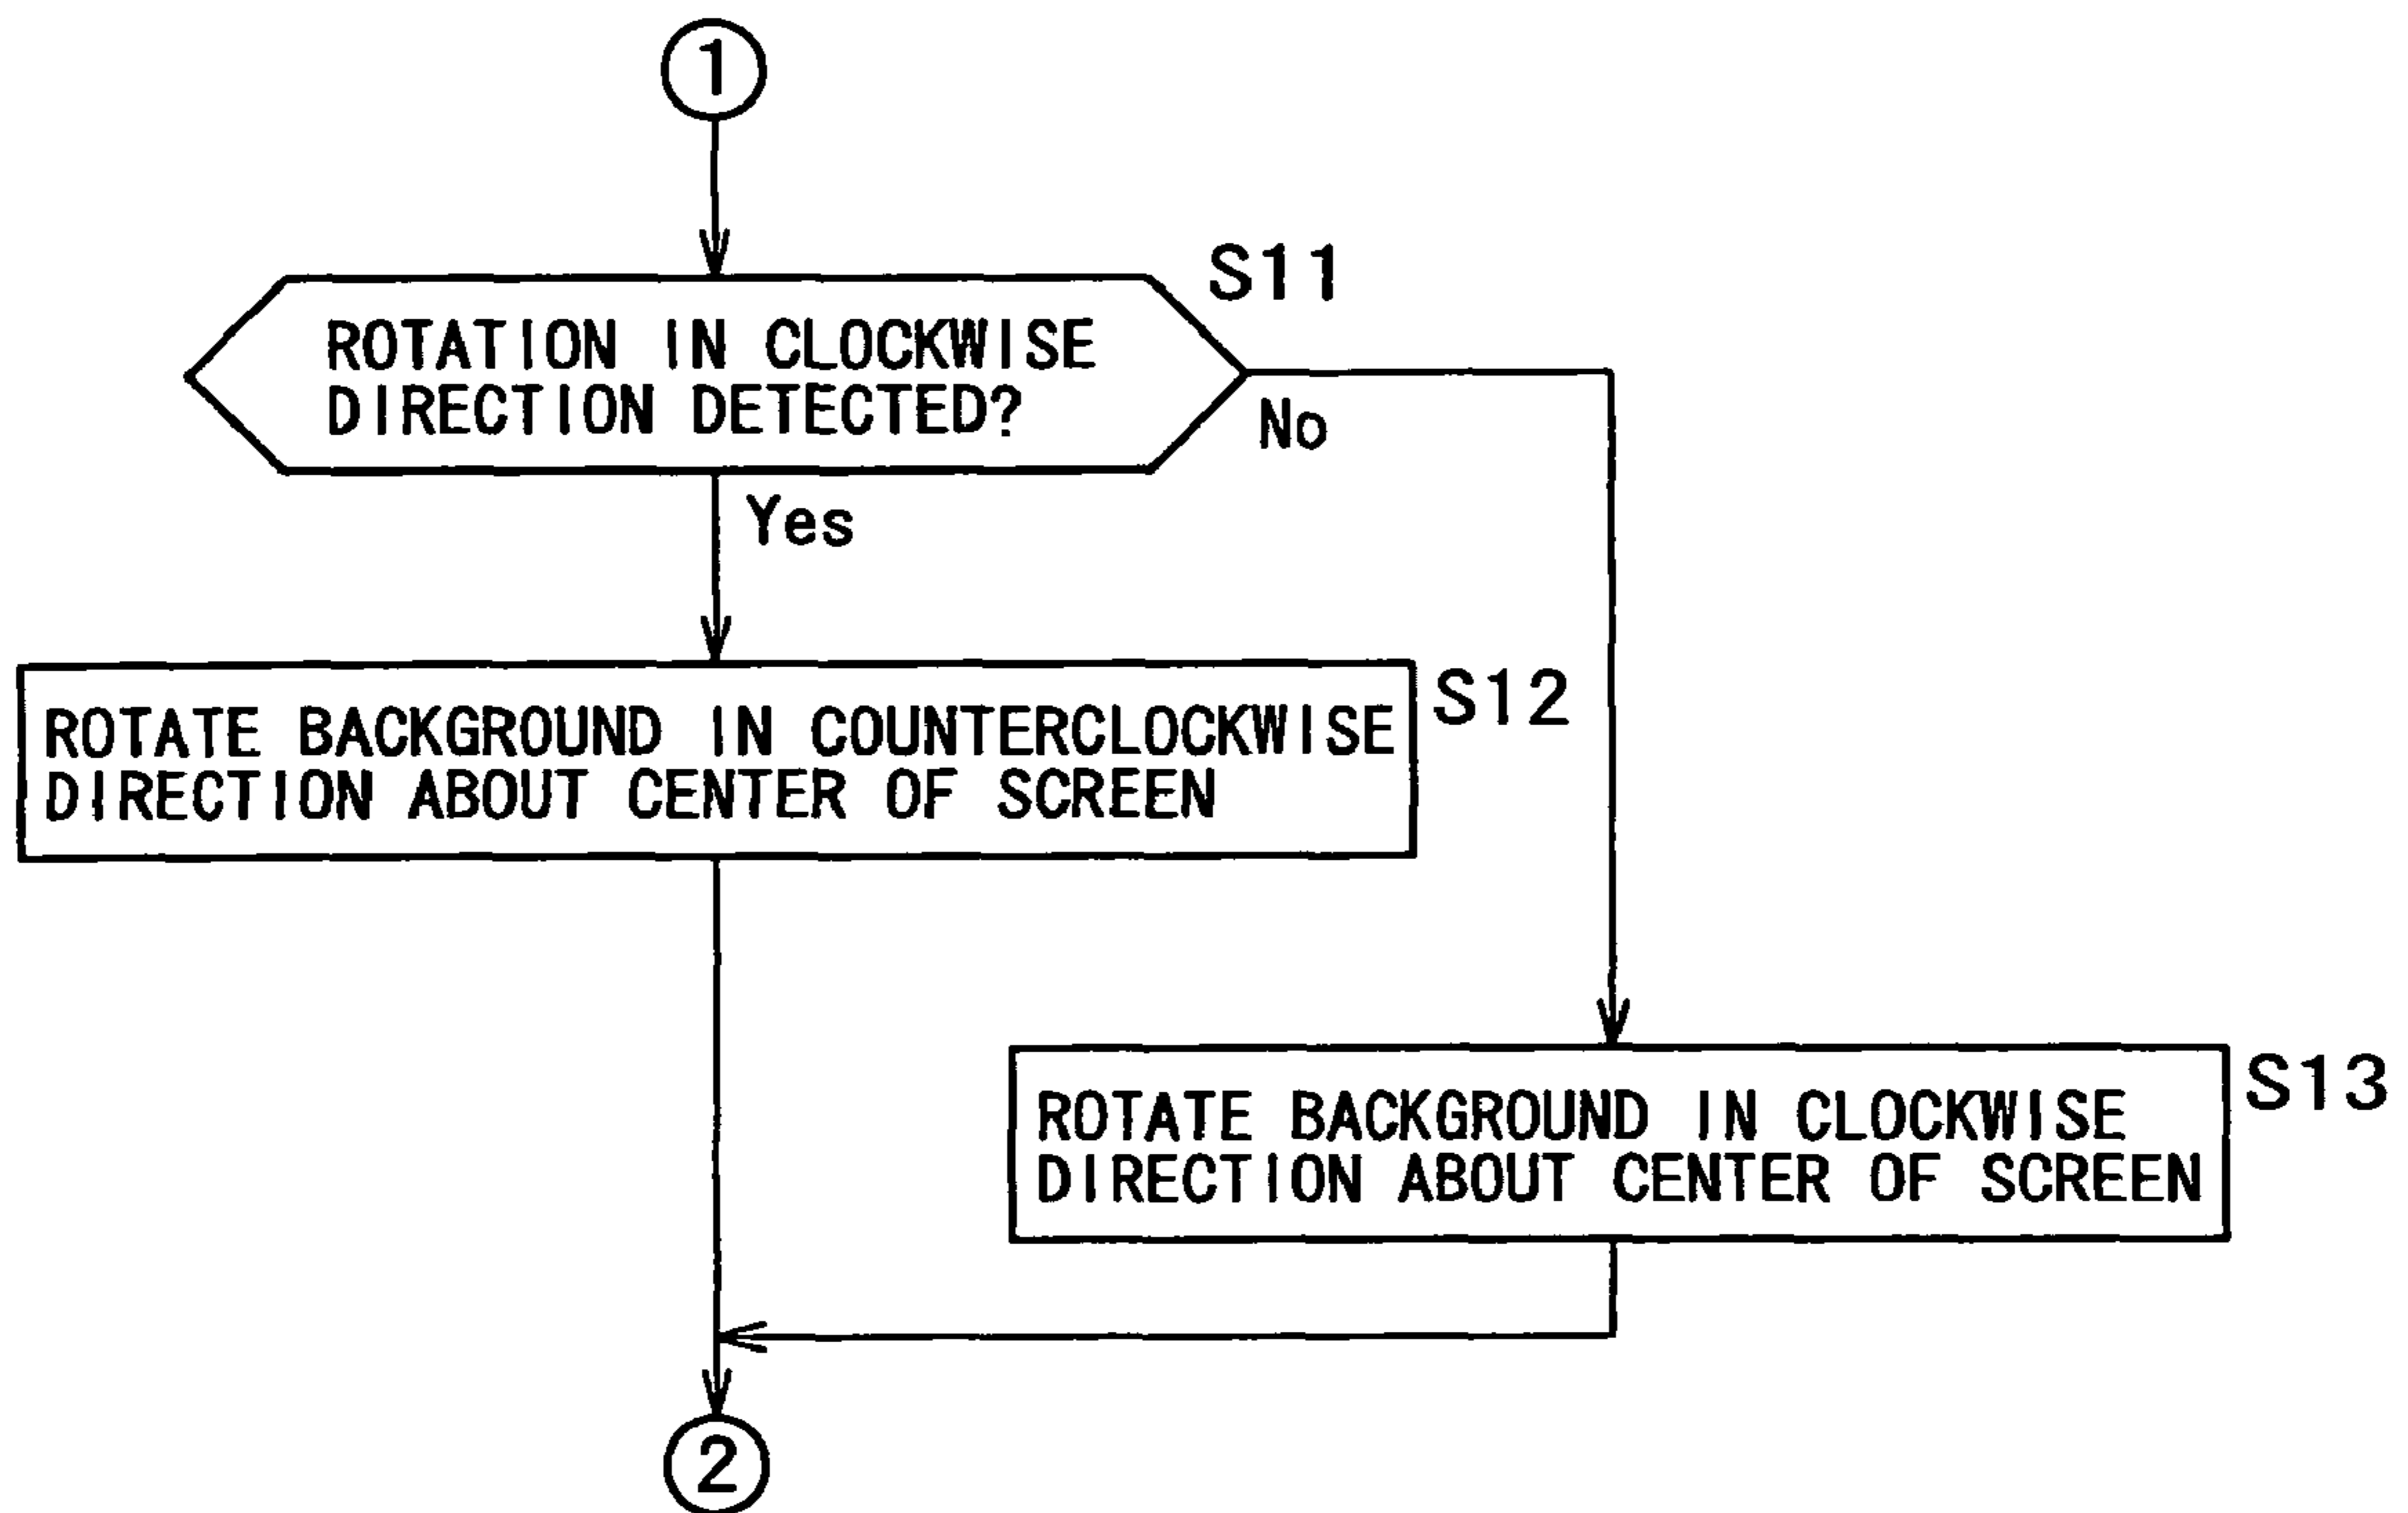 1
S11
ROTATION IN CLOCKWISE
DIRECTION DETECTED?
No
Yes
S12
ROTATE BACKGROUND IN COUNTERCLOCKWISE
DIRECTION ABOUT CENTER OF SCREEN
S13
ROTATE BACKGROUND IN CLOCKWISE
DIRECTION ABOUT CENTER OF SCREEN
2